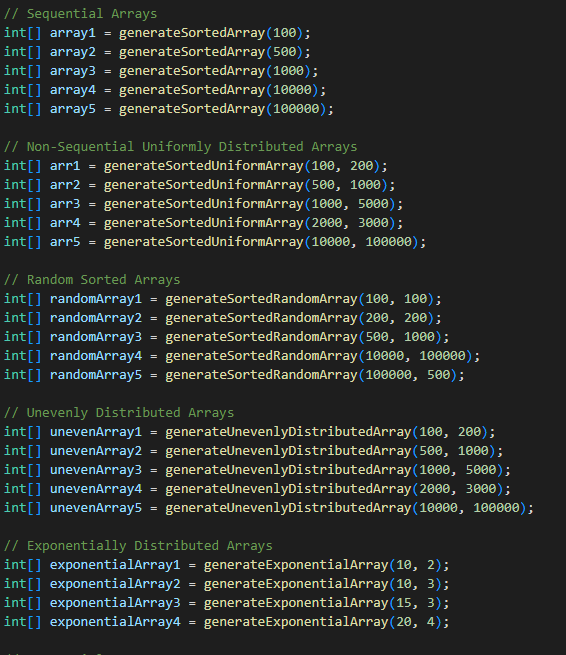 // Sequential Arrays
int[] array1 = generateSortedArray(100);
int[] array2 = generateSortedArray(500);
int[] array3 = generateSortedArray(1000);
int[] array4 = generateSortedArray(10000);
int[] array5 = generateSortedArray(100000);

// Non-Sequential Uniformly Distributed Arrays
int[] arr1 = generateSortedUniformArray(100, 200);
int[] arr2 = generateSortedUniformArray(500, 1000);
int[] arr3 = generateSortedUniformArray(1000, 5000);
int[] arr4 = generateSortedUniformArray(2000, 3000);
int[] arr5 = generateSortedUniformArray(10000, 100000);

// Random Sorted Arrays
int[] randomArray1 = generateSortedRandomArray(100, 100);
int[] randomArray2 = generateSortedRandomArray(200, 200);
int[] randomArray3 = generateSortedRandomArray(500, 1000);
int[] randomArray4 = generateSortedRandomArray(10000, 100000);
int[] randomArray5 = generateSortedRandomArray(100000, 500);

// Unevenly Distributed Arrays
int[] unevenArray1 = generateUnevenlyDistributedArray(100, 200);
int[] unevenArray2 = generateUnevenlyDistributedArray(500, 1000);
int[] unevenArray3 = generateUnevenlyDistributedArray(1000, 5000);
int[] unevenArray4 = generateUnevenlyDistributedArray(2000, 3000);
int[] unevenArray5 = generateUnevenlyDistributedArray(10000, 100000);

// Exponentially Distributed Arrays
int[] exponentialArray1 = generateExponentialArray(10, 2);
int[] exponentialArray2 = generateExponentialArray(10, 3);
int[] exponentialArray3 = generateExponentialArray(15, 3);
int[] exponentialArray4 = generateExponentialArray(20, 4);